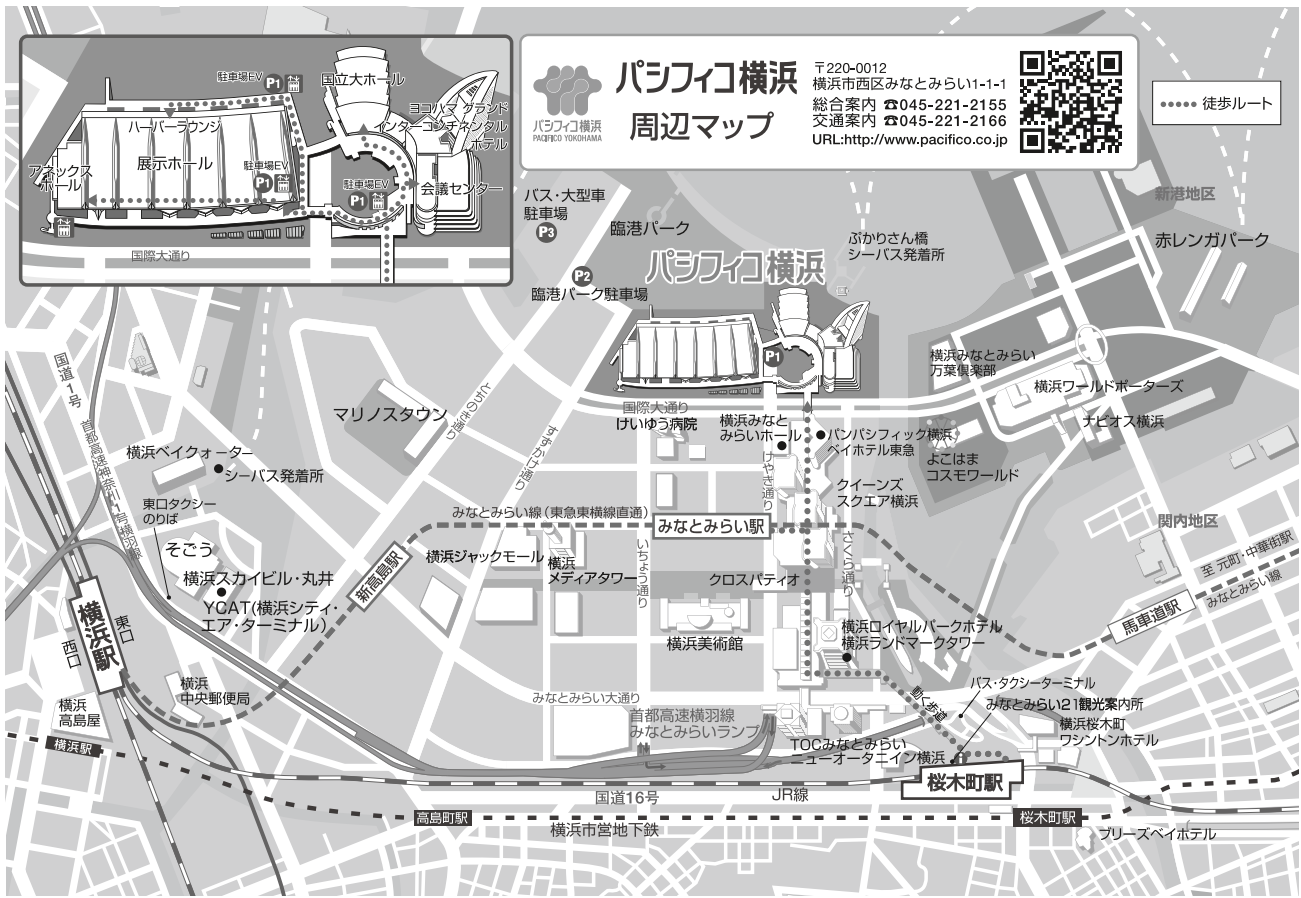 駐車場EV
P1
国立大ホール
ヨコハマ グランド
インターコンチネンタル
ホテル
ハーバーラウンジ
展示ホール
駐車場EV
P1
アネックス
ホール
駐車場EV
P1
会議センター
国際大通り
パシフィコ横浜
PACIFICO YOKOHAMA
パシフィコ横浜
周辺マップ
〒220-0012
横浜市西区みなとみらい1-1-1
総合案内 ☎045-221-2155
交通案内 ☎045-221-2166
URL:http://www.pacifico.co.jp
徒歩ルート
バス・大型車
駐車場
P3
臨港パーク
P2
臨港パーク駐車場
パシフィコ横浜
ぷかりさん橋
シーバス発着所
新港地区
赤レンガパーク
P1
横浜みなとみらい
万葉倶楽部
横浜ワールドポーターズ
ナビオス横浜
国道1号
首都高速神奈川1号横羽線
マリノスタウン
とちのき通り
すずかけ通り
国際大通り
けいゆう病院
横浜みなと
みらいホール
けやき通り
パンパシフィック横浜
ベイホテル東急
よこはま
コスモワールド
クイーンズ
スクエア横浜
横浜ベイクォーター
シーバス発着所
東口タクシー
のりば
そごう
横浜スカイビル・丸井
YCAT(横浜シティ・
エア・ターミナル)
みなとみらい線(東急東横線直通)
みなとみらい駅
新高島駅
横浜ジャックモール
横浜
メディアタワー
いちょう通り
クロスパティオ
さくら通り
関内地区
至 元町・中華街駅
みなとみらい線
馬車道駅
横浜駅
東口
西口
横浜美術館
横浜ロイヤルパークホテル
横浜ランドマークタワー
横浜
中央郵便局
横浜
高島屋
横浜駅
みなとみらい大通り
首都高速横羽線
みなとみらいランプ
動く歩道
バス・タクシーターミナル
みなとみらい21観光案内所
横浜桜木町
ワシントンホテル
TOCみなとみらい
ニューオータニイン横浜
桜木町駅
国道16号
JR線
高島町駅
横浜市営地下鉄
桜木町駅
ブリーズベイホテル